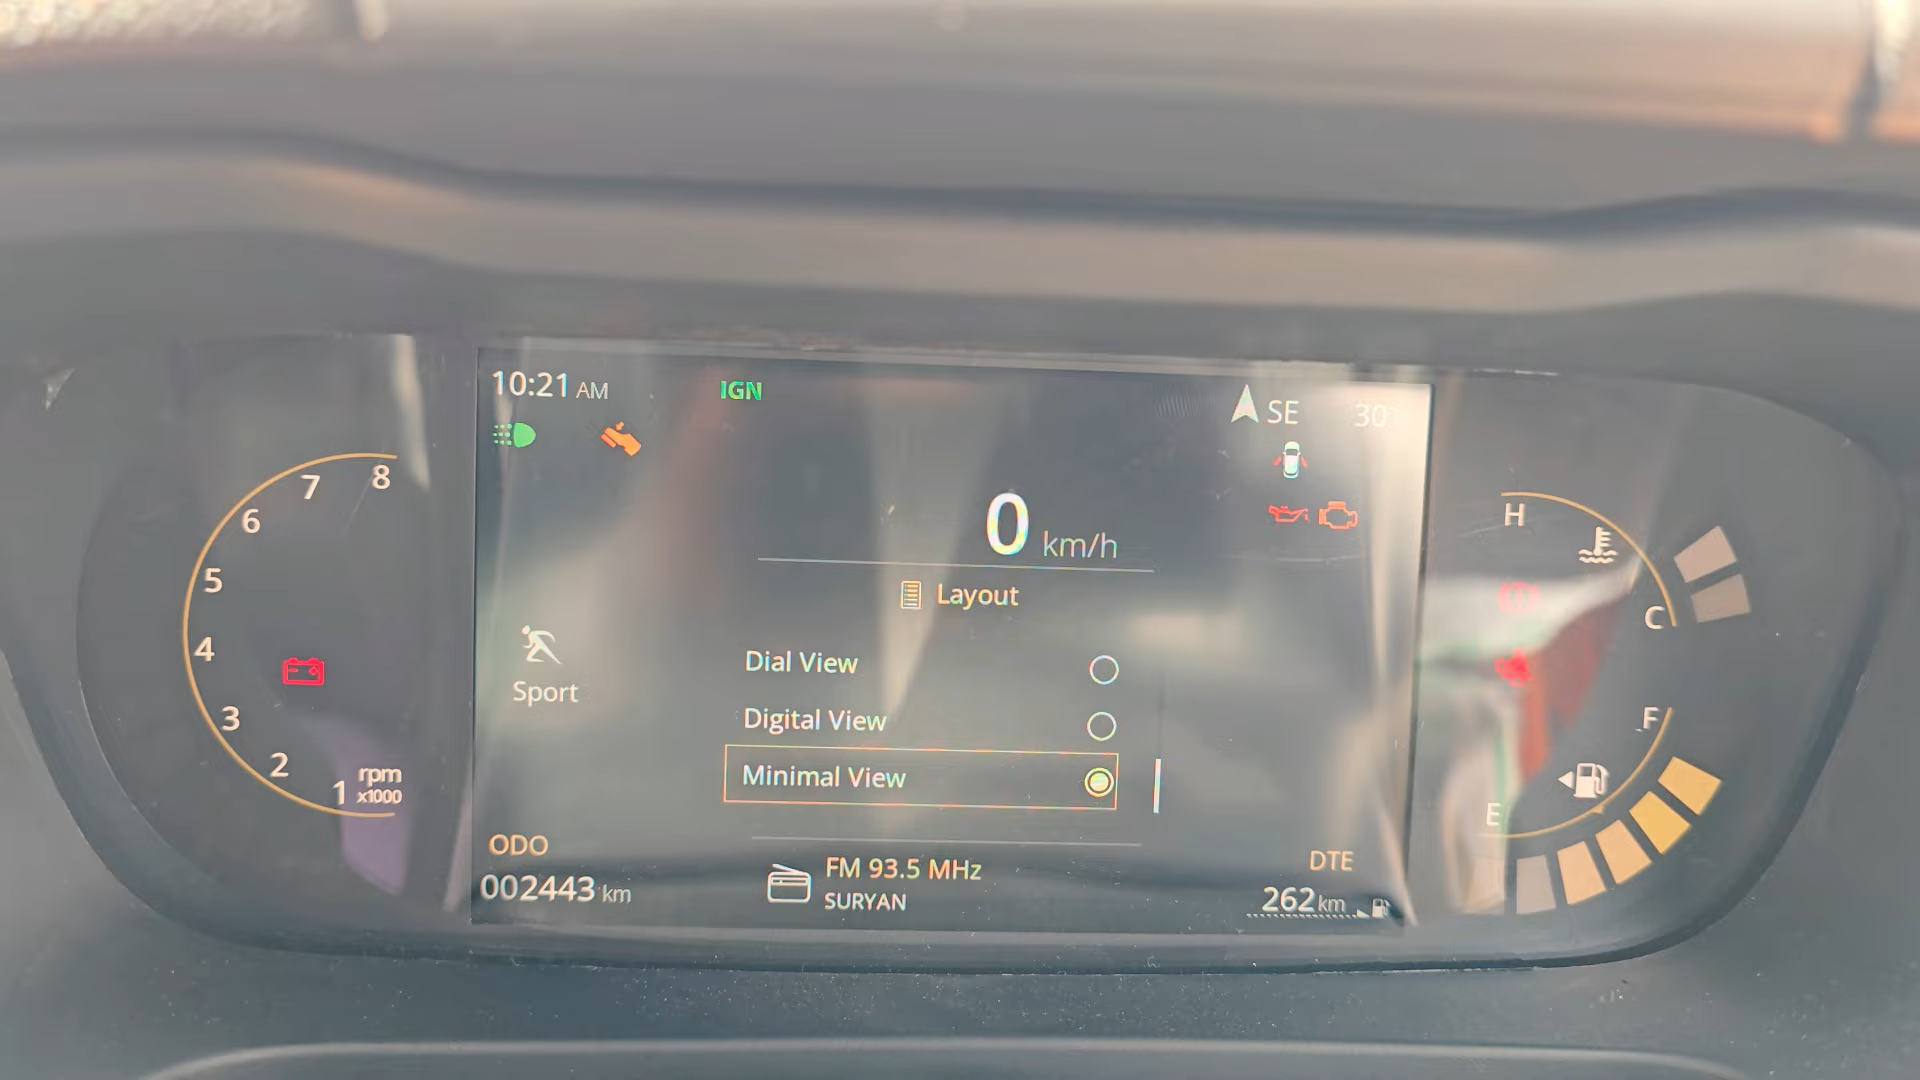 10:21 AM
IGN
SE
30
8
7
6
5
4
3
2
1 rpm
x1000
0 km/h
Layout
Dial View
Digital View
Minimal View
Sport
ODO
002443 km
FM 93.5 MHz
SURYAN
DTE
262 km
H
C
F
E